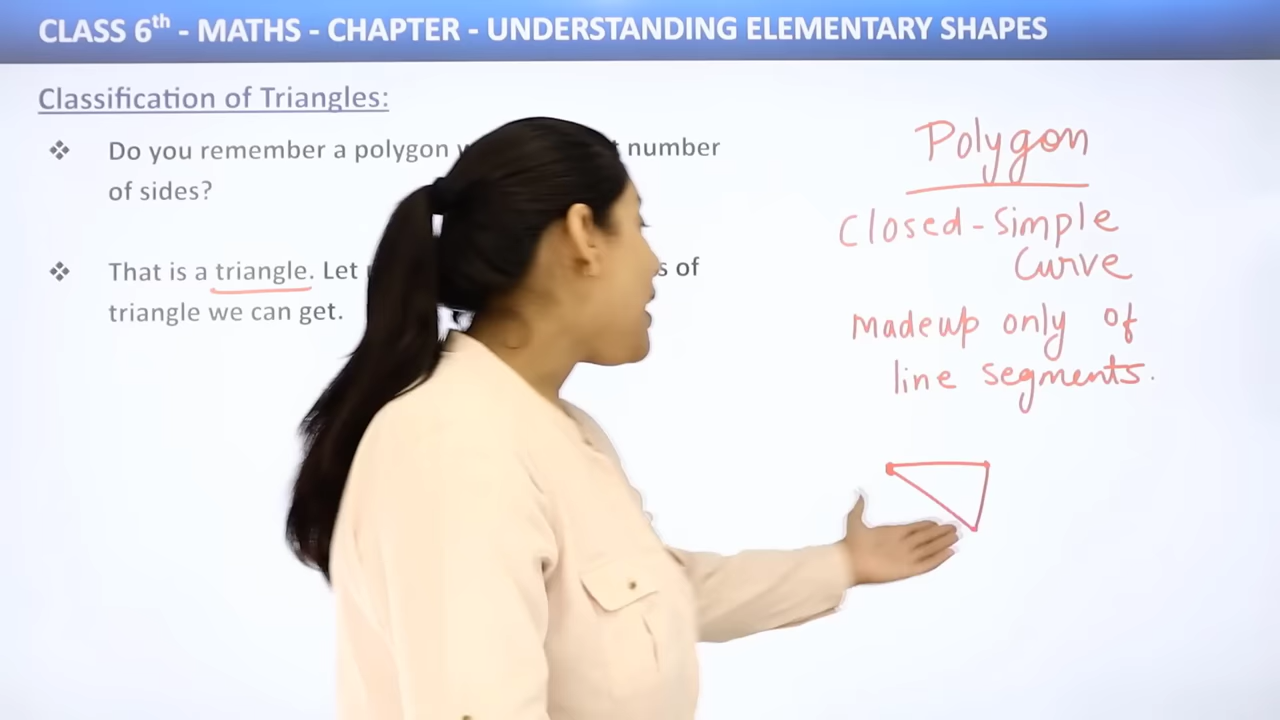 CLASS 6th - MATHS - CHAPTER - UNDERSTANDING ELEMENTARY SHAPES
Classification of Triangles:
❖ Do you remember a polygon number
of sides?
❖ That is a triangle. Let of
triangle we can get.
Polygon
Closed-Simple
Curve
madeup only of
line segments.